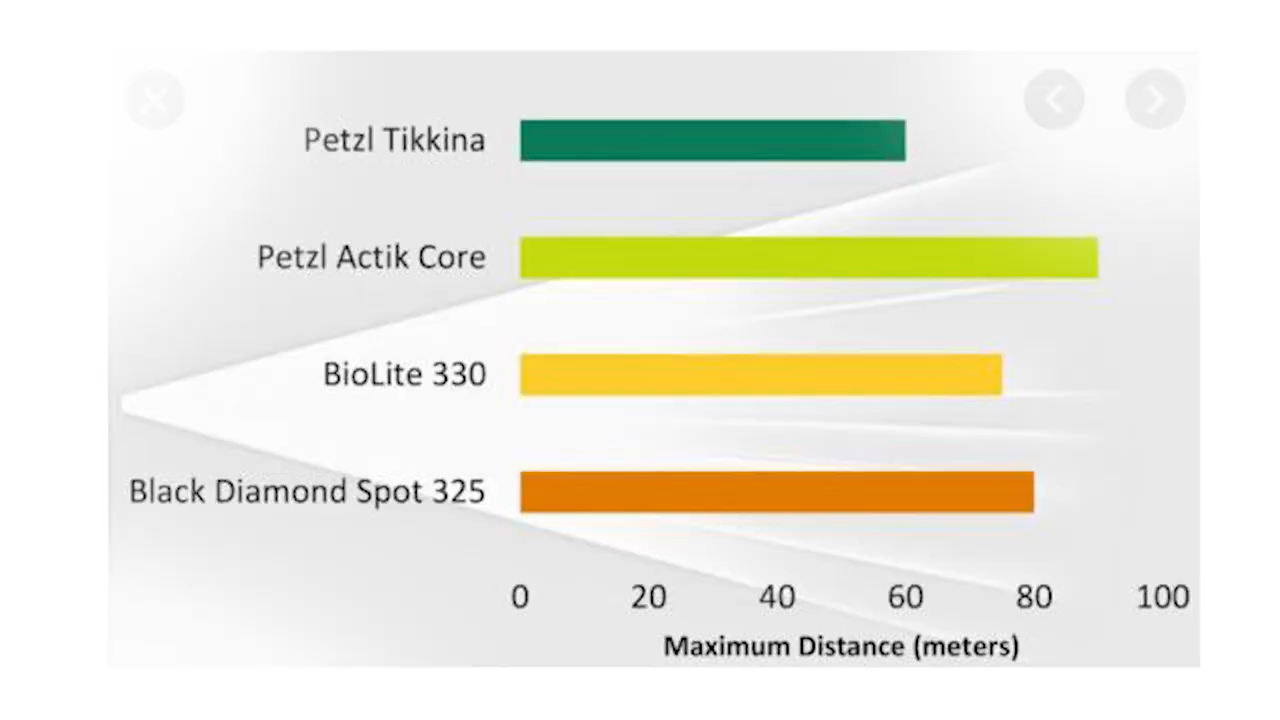 Petzl Tikkina
Petzl Actik Core
BioLite 330
Black Diamond Spot 325
0 20 40 60 80 100
Maximum Distance (meters)